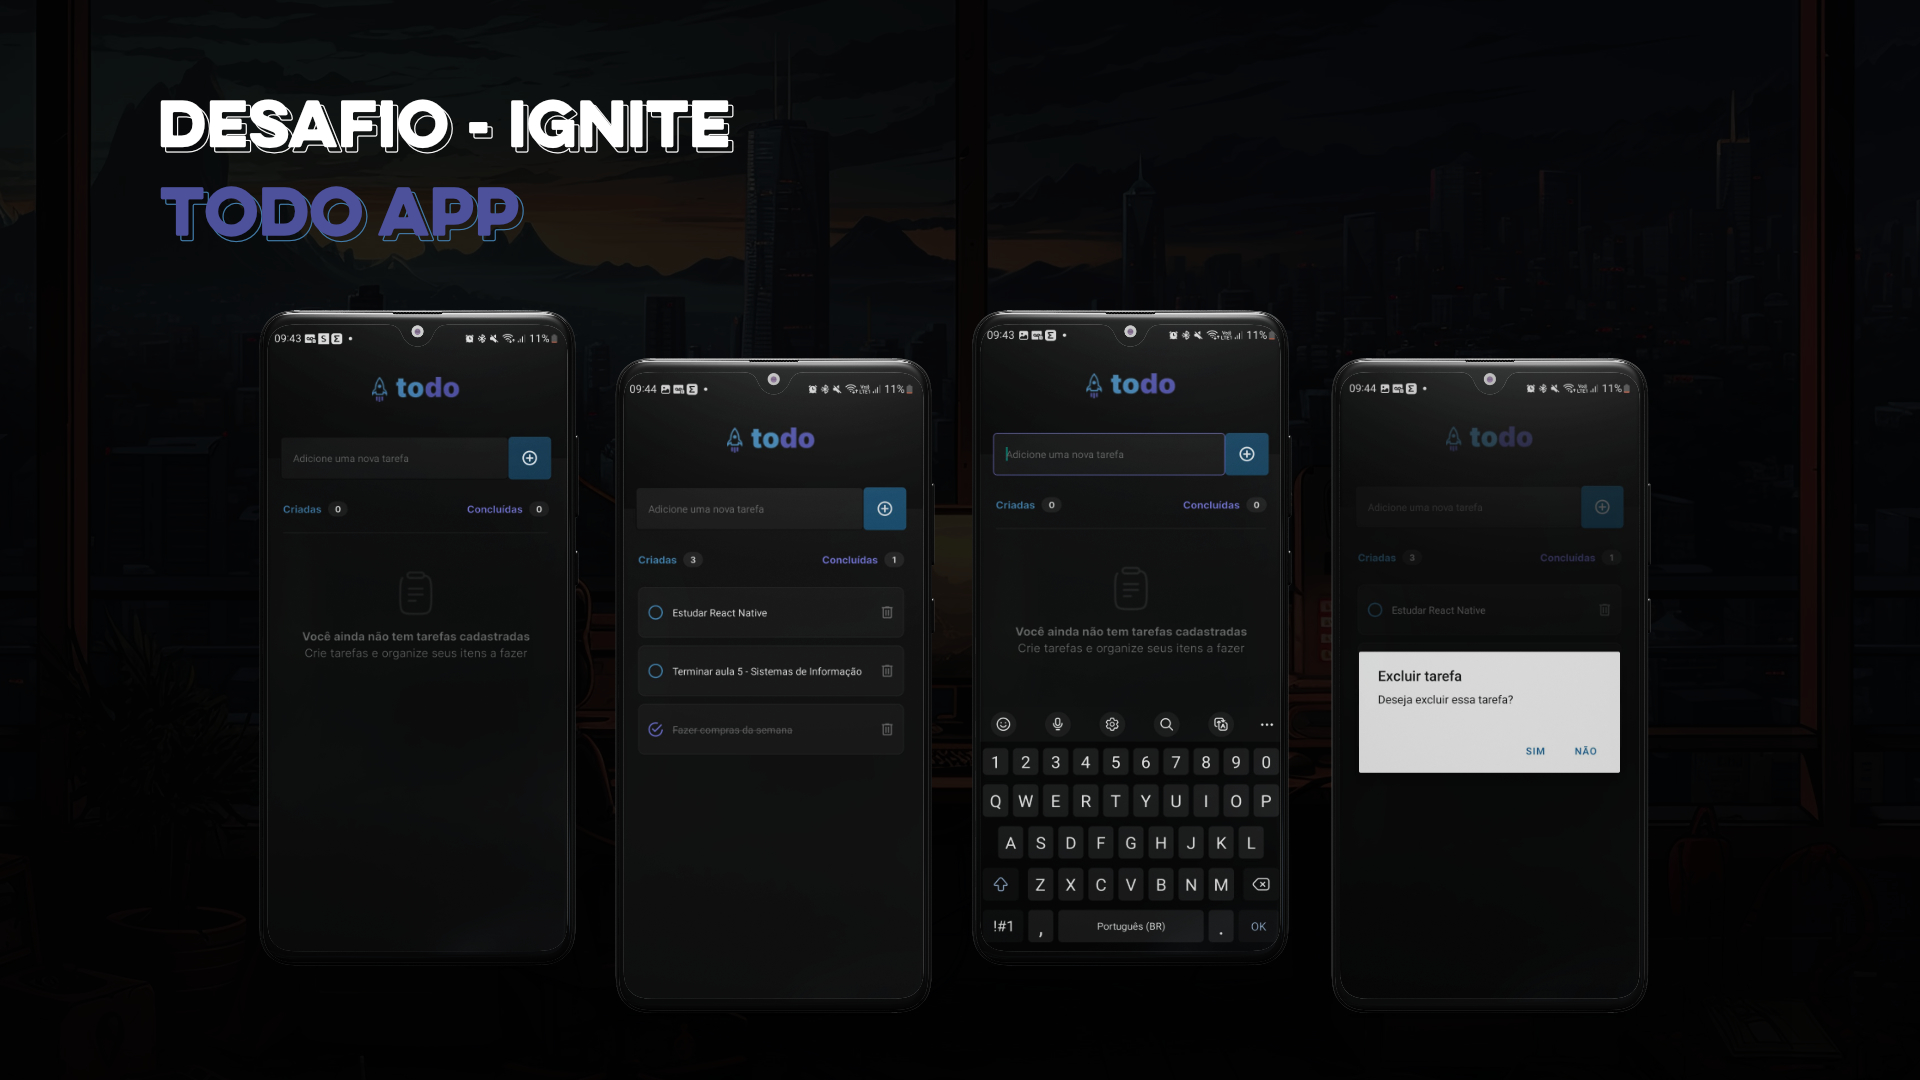 DESAFIO - IGNITE
TODO APP
09:43
11%
todo
Adicione uma nova tarefa
Criadas 0
Concluídas 0
Você ainda não tem tarefas cadastradas
Crie tarefas e organize seus itens a fazer
09:44
11%
todo
Adicione uma nova tarefa
Criadas 3
Concluídas 1
Estudar React Native
Terminar aula 5 - Sistemas de Informação
Fazer compras da semana
09:43
11%
todo
Adicione uma nova tarefa
Criadas 0
Concluídas 0
Você ainda não tem tarefas cadastradas
Crie tarefas e organize seus itens a fazer
1 2 3 4 5 6 7 8 9 0
Q W E R T Y U I O P
A S D F G H J K L
Z X C V B N M
!#1 , Português (BR) . OK
09:44
11%
todo
Adicione uma nova tarefa
Criadas 3
Concluídas 1
Estudar React Native
Excluir tarefa
Deseja excluir essa tarefa?
SIM NÃO